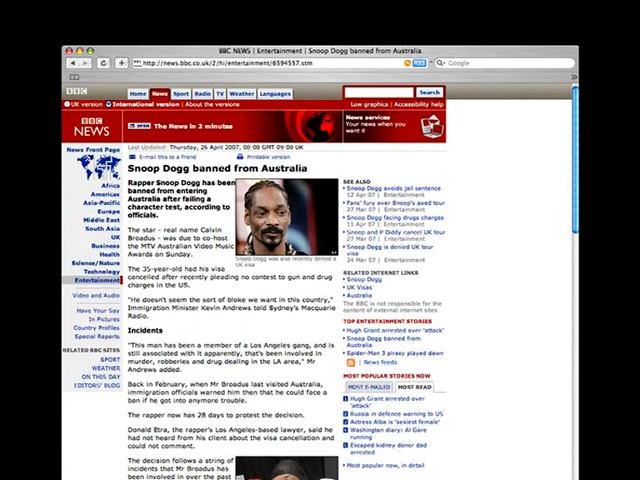 BBC NEWS | Entertainment | Snoop Dogg banned from Australia
http://news.bbc.co.uk/2/hi/entertainment/6594557.stm
RSS
Google
BBC
Home News Sport Radio TV Weather Languages
Search
UK version International version | About the versions
Low graphics | Accessibility help
BBC NEWS
OPEN The News in 2 minutes
News services
Your news when you want it
News Front Page
Africa
Americas
Asia-Pacific
Europe
Middle East
South Asia
UK
Business
Health
Science/Nature
Technology
Entertainment
Video and Audio
Have Your Say
In Pictures
Country Profiles
Special Reports
RELATED BBC SITES
SPORT
WEATHER
ON THIS DAY
EDITORS' BLOG
Last Updated: Thursday, 26 April 2007, 08:08 GMT 09:08 UK
E-mail this to a friend
Printable version
Snoop Dogg banned from Australia
Rapper Snoop Dogg has been
banned from entering
Australia after failing a
character test, according to
officials.
The star - real name Calvin
Broadus - was due to co-host
the MTV Australian Video Music
Awards on Sunday.
Snoop was also recently denied a
UK visa
The 35-year-old had his visa
cancelled after recently pleading no contest to gun and drug
charges in the US.
"He doesn't seem the sort of bloke we want in this country,"
Immigration Minister Kevin Andrews told Sydney's Macquarie
Radio.
Incidents
"This man has been a member of a Los Angeles gang, and is
still associated with it apparently, that's been involved in
murder, robberies and drug dealing in the LA area," Mr
Andrews added.
Back in February, when Mr Broadus last visited Australia,
immigration officials warned him then that he could face a
ban if he got into anymore trouble.
The rapper now has 28 days to protest the decision.
Donald Etra, the rapper's Los Angeles-based lawyer, said he
had not heard from his client about the visa cancellation and
could not comment.
The decision follows a string of
incidents that Mr Broadus has
been involved in over the past
SEE ALSO
Snoop Dogg avoids jail sentence
12 Apr 07 | Entertainment
Fans' fury over Snoop's axed tour
27 Mar 07 | Entertainment
Snoop Dogg facing drugs charges
11 Apr 07 | Entertainment
Snoop and P Diddy cancel UK tour
27 Mar 07 | Entertainment
Snoop Dogg is denied UK tour
visa
24 Mar 07 | Entertainment
RELATED INTERNET LINKS
Snoop Dogg
UK Visas
Australia
The BBC is not responsible for the
content of external internet sites
TOP ENTERTAINMENT STORIES
Hugh Grant arrested over 'attack'
Snoop Dogg banned from
Australia
Spider-Man 3 piracy played down
News feeds
MOST POPULAR STORIES NOW
MOST E-MAILED MOST READ
1 Hugh Grant arrested over
'attack'
2 Russia in defence warning to US
3 Actress Alba is 'sexiest female'
4 Washington diary: Al Gore
running
5 Escaped kidney donor dad
arrested
Most popular now, in detail